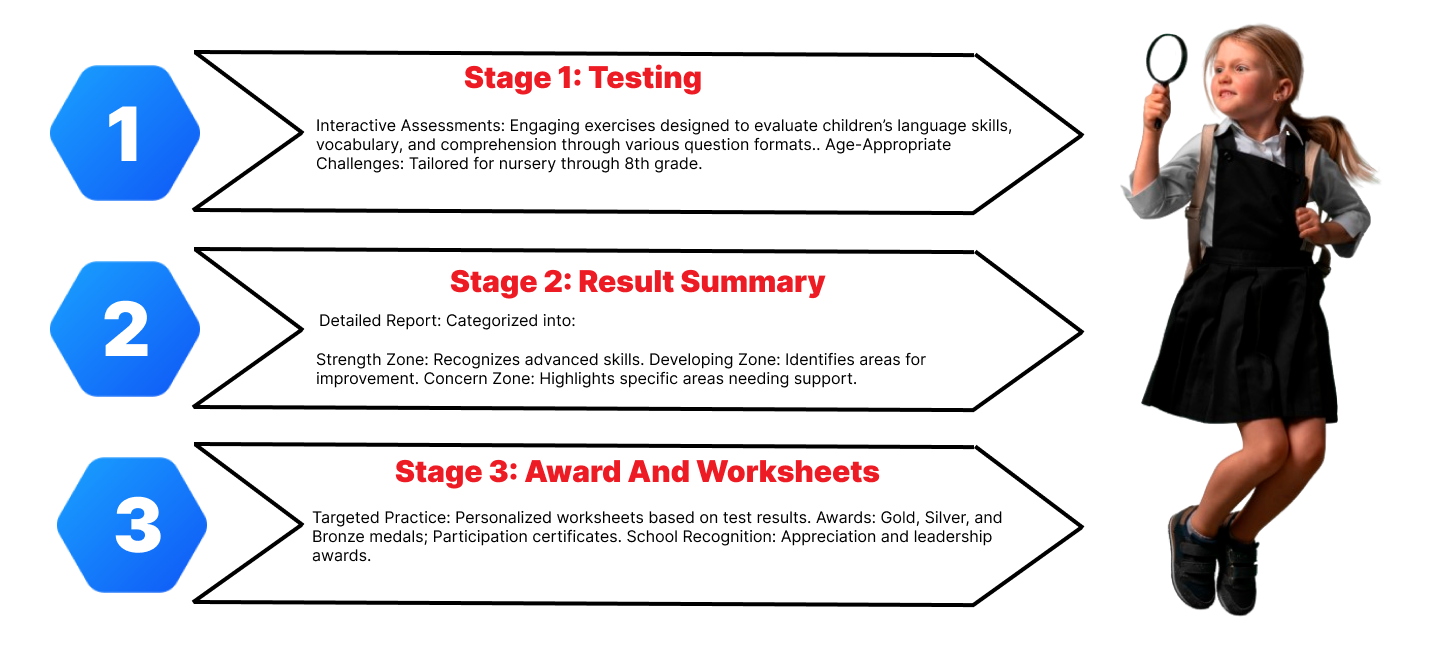 1
Stage 1: Testing
Interactive Assessments: Engaging exercises designed to evaluate children’s language skills,
vocabulary, and comprehension through various question formats.. Age-Appropriate
Challenges: Tailored for nursery through 8th grade.
2
Stage 2: Result Summary
Detailed Report: Categorized into:
Strength Zone: Recognizes advanced skills. Developing Zone: Identifies areas for
improvement. Concern Zone: Highlights specific areas needing support.
3
Stage 3: Award And Worksheets
Targeted Practice: Personalized worksheets based on test results. Awards: Gold, Silver, and
Bronze medals; Participation certificates. School Recognition: Appreciation and leadership
awards.